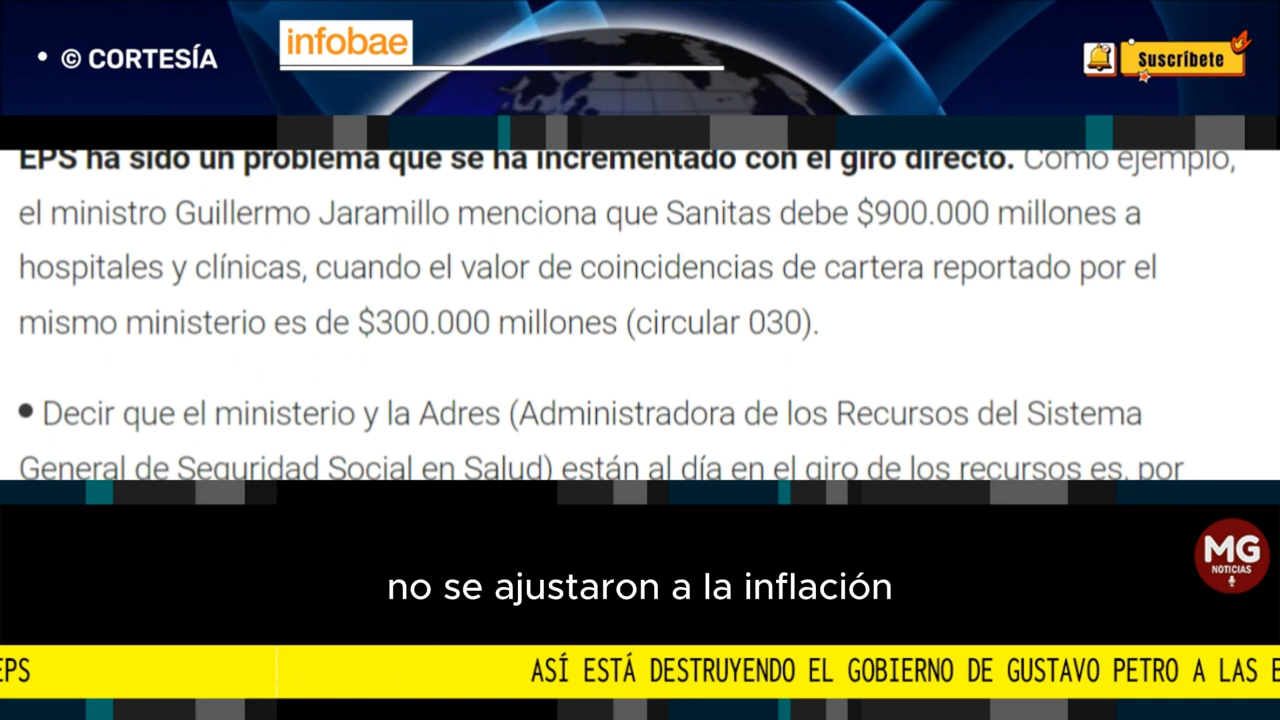 • © CORTESÍA
infobae
Suscríbete
EPS ha sido un problema que se ha incrementado con el giro directo. Como ejemplo,
el ministro Guillermo Jaramillo menciona que Sanitas debe $900.000 millones a
hospitales y clínicas, cuando el valor de coincidencias de cartera reportado por el
mismo ministerio es de $300.000 millones (circular 030).
• Decir que el ministerio y la Adres (Administradora de los Recursos del Sistema
General de Seguridad Social en Salud) están al día en el giro de los recursos es, por
MG
NOTICIAS
no se ajustaron a la inflación
EPS
ASÍ ESTÁ DESTRUYENDO EL GOBIERNO DE GUSTAVO PETRO A LAS E